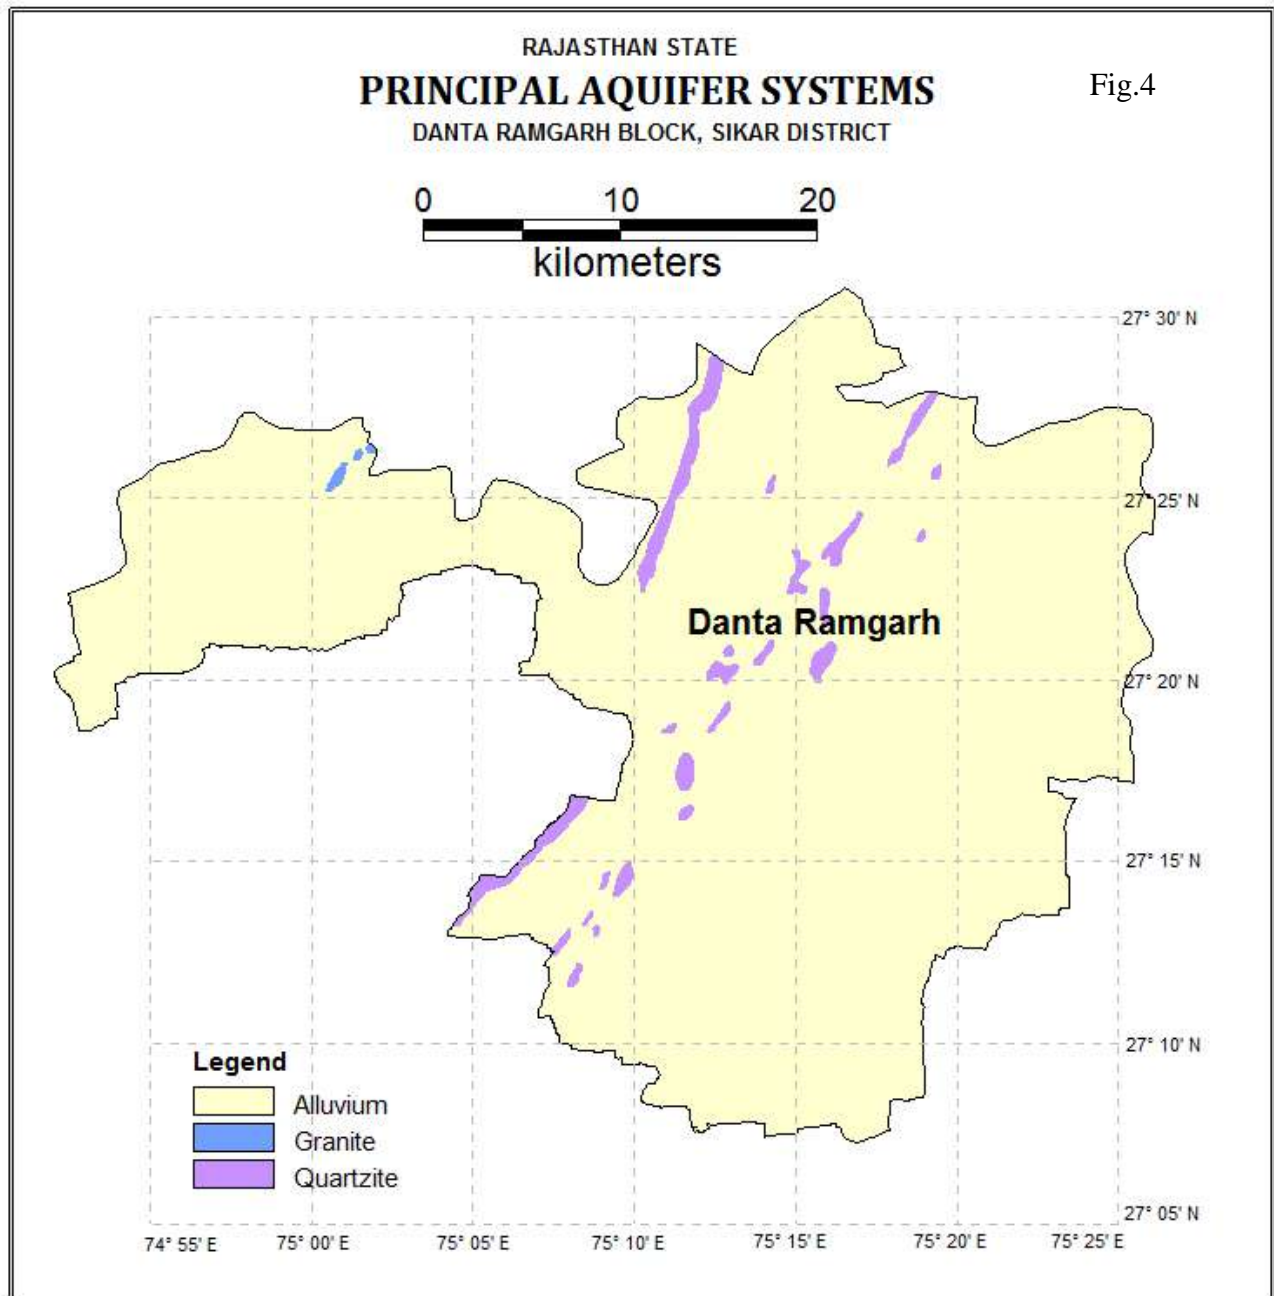 RAJASTHAN STATE
PRINCIPAL AQUIFER SYSTEMS
Fig.4
DANTA RAMGARH BLOCK, SIKAR DISTRICT
0 10 20
kilometers
27° 30' N
27° 25' N
Danta Ramgarh
27° 20' N
27° 15' N
27° 10' N
Legend
Alluvium
Granite
Quartzite
27° 05' N
74° 55' E 75° 00' E 75° 05' E 75° 10' E 75° 15' E 75° 20' E 75° 25' E